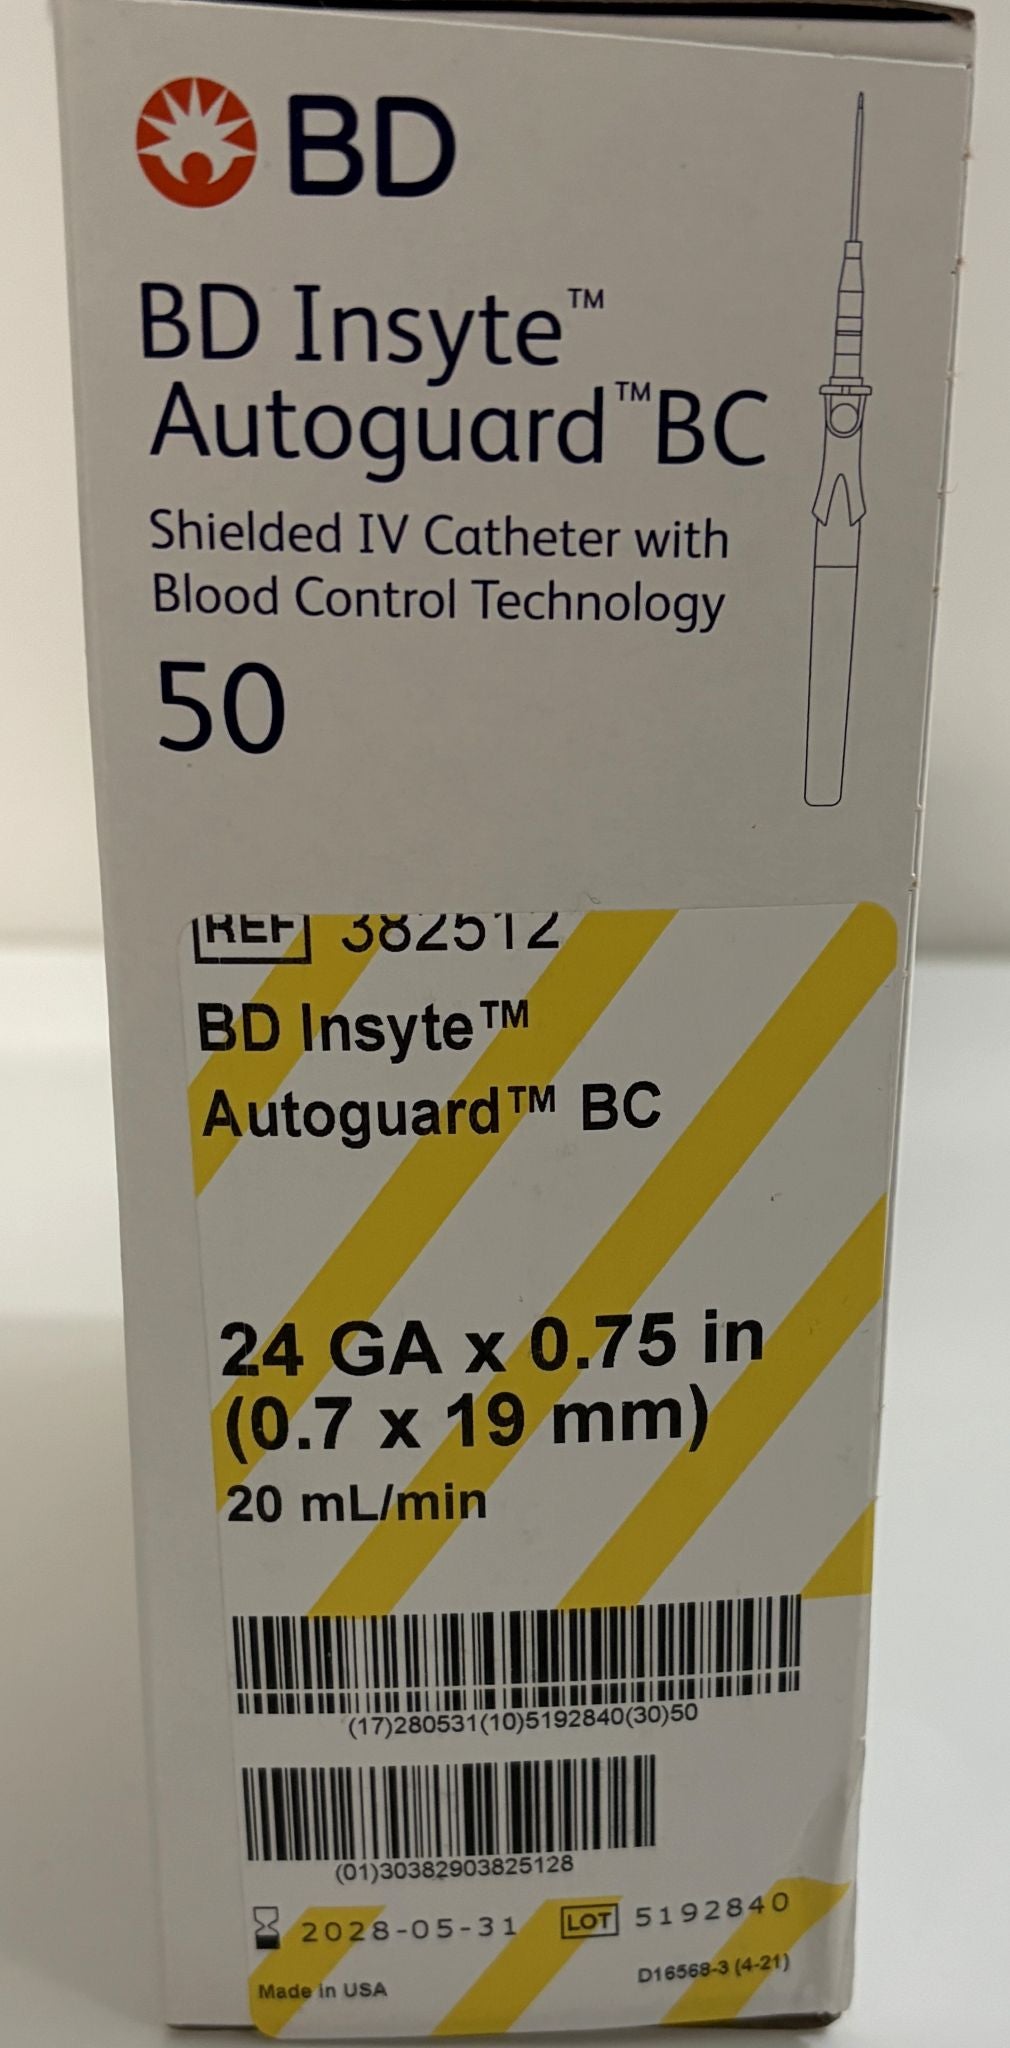 BD
BD Insyte™
Autoguard™ BC
Shielded IV Catheter with
Blood Control Technology
50
REF 382512
BD Insyte™
Autoguard™ BC
24 GA x 0.75 in
(0.7 x 19 mm)
20 mL/min
(17)280531(10)5192840(30)50
(01)30382903825128
2028-05-31 LOT 5192840
Made in USA D16568-3 (4-21)